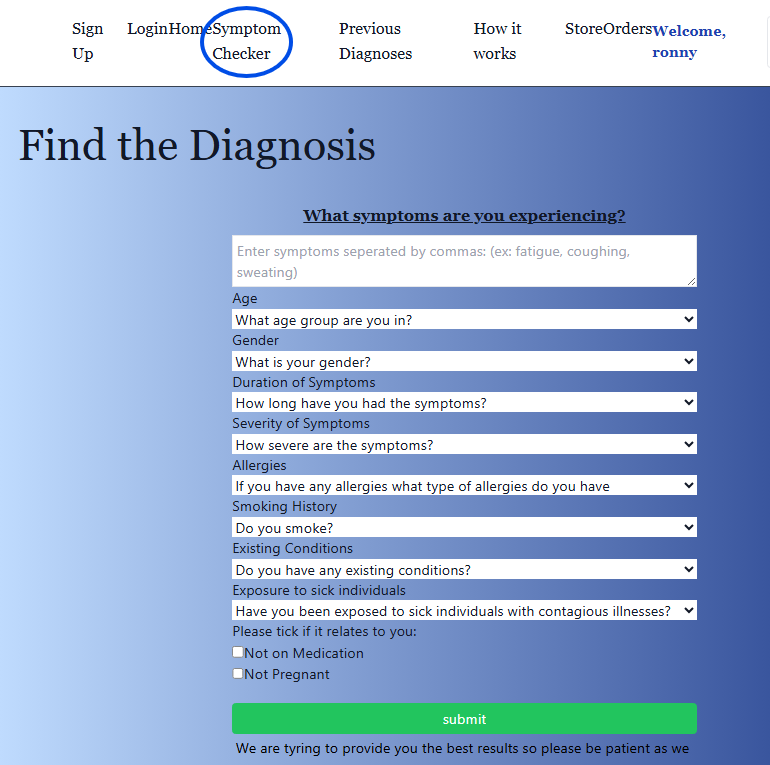 Sign Up
Login
Home
Symptom Checker
Previous Diagnoses
How it works
Store
Orders
Welcome, ronny
Find the Diagnosis
What symptoms are you experiencing?
Enter symptoms seperated by commas: (ex: fatigue, coughing,
sweating)
Age
What age group are you in?
Gender
What is your gender?
Duration of Symptoms
How long have you had the symptoms?
Severity of Symptoms
How severe are the symptoms?
Allergies
If you have any allergies what type of allergies do you have
Smoking History
Do you smoke?
Existing Conditions
Do you have any existing conditions?
Exposure to sick individuals
Have you been exposed to sick individuals with contagious illnesses?
Please tick if it relates to you:
Not on Medication
Not Pregnant
submit
We are tyring to provide you the best results so please be patient as we